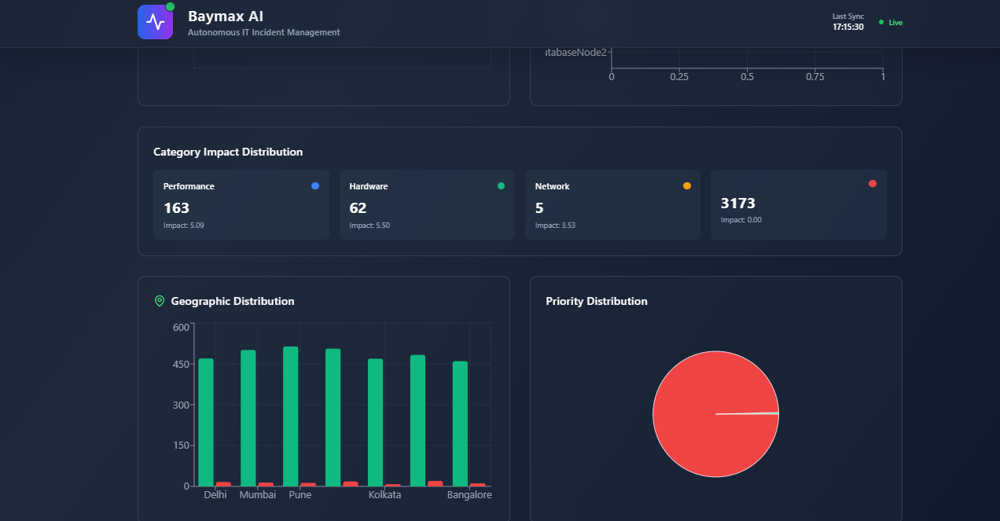 Baymax AI
Autonomous IT Incident Management
Last Sync
17:15:30
Live
ıtabaseNode2
0 0.25 0.5 0.75 1
Category Impact Distribution
Performance
163
Impact: 5.09
Hardware
62
Impact: 5.50
Network
5
Impact: 3.53
3173
Impact: 0.00
Geographic Distribution
600
450
300
150
0
Delhi Mumbai Pune Kolkata Bangalore
Priority Distribution